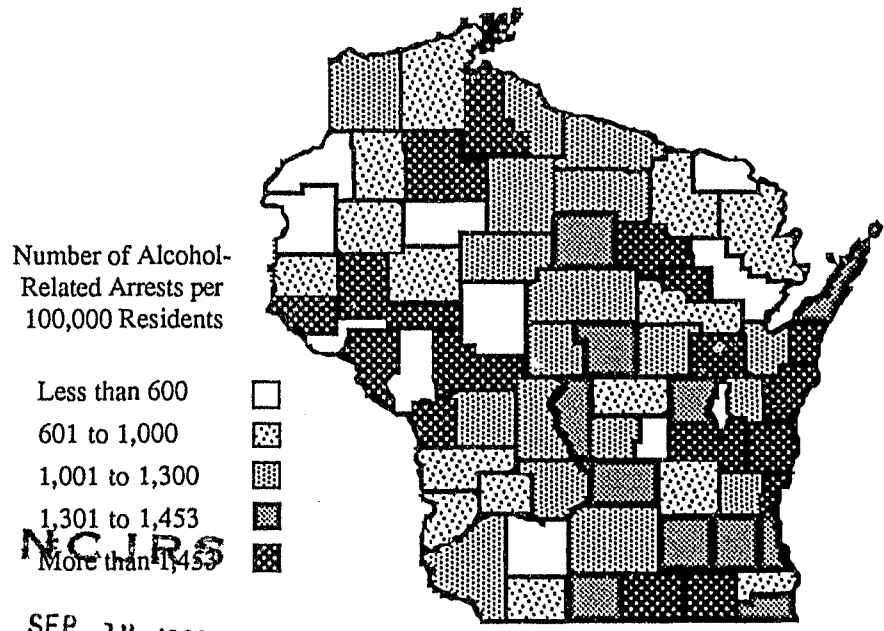 Number of Alcohol-
Related Arrests per
100,000 Residents
Less than 600
601 to 1,000
1,001 to 1,300
1,301 to 1,453
NCJRS
More than 1,453
SEP